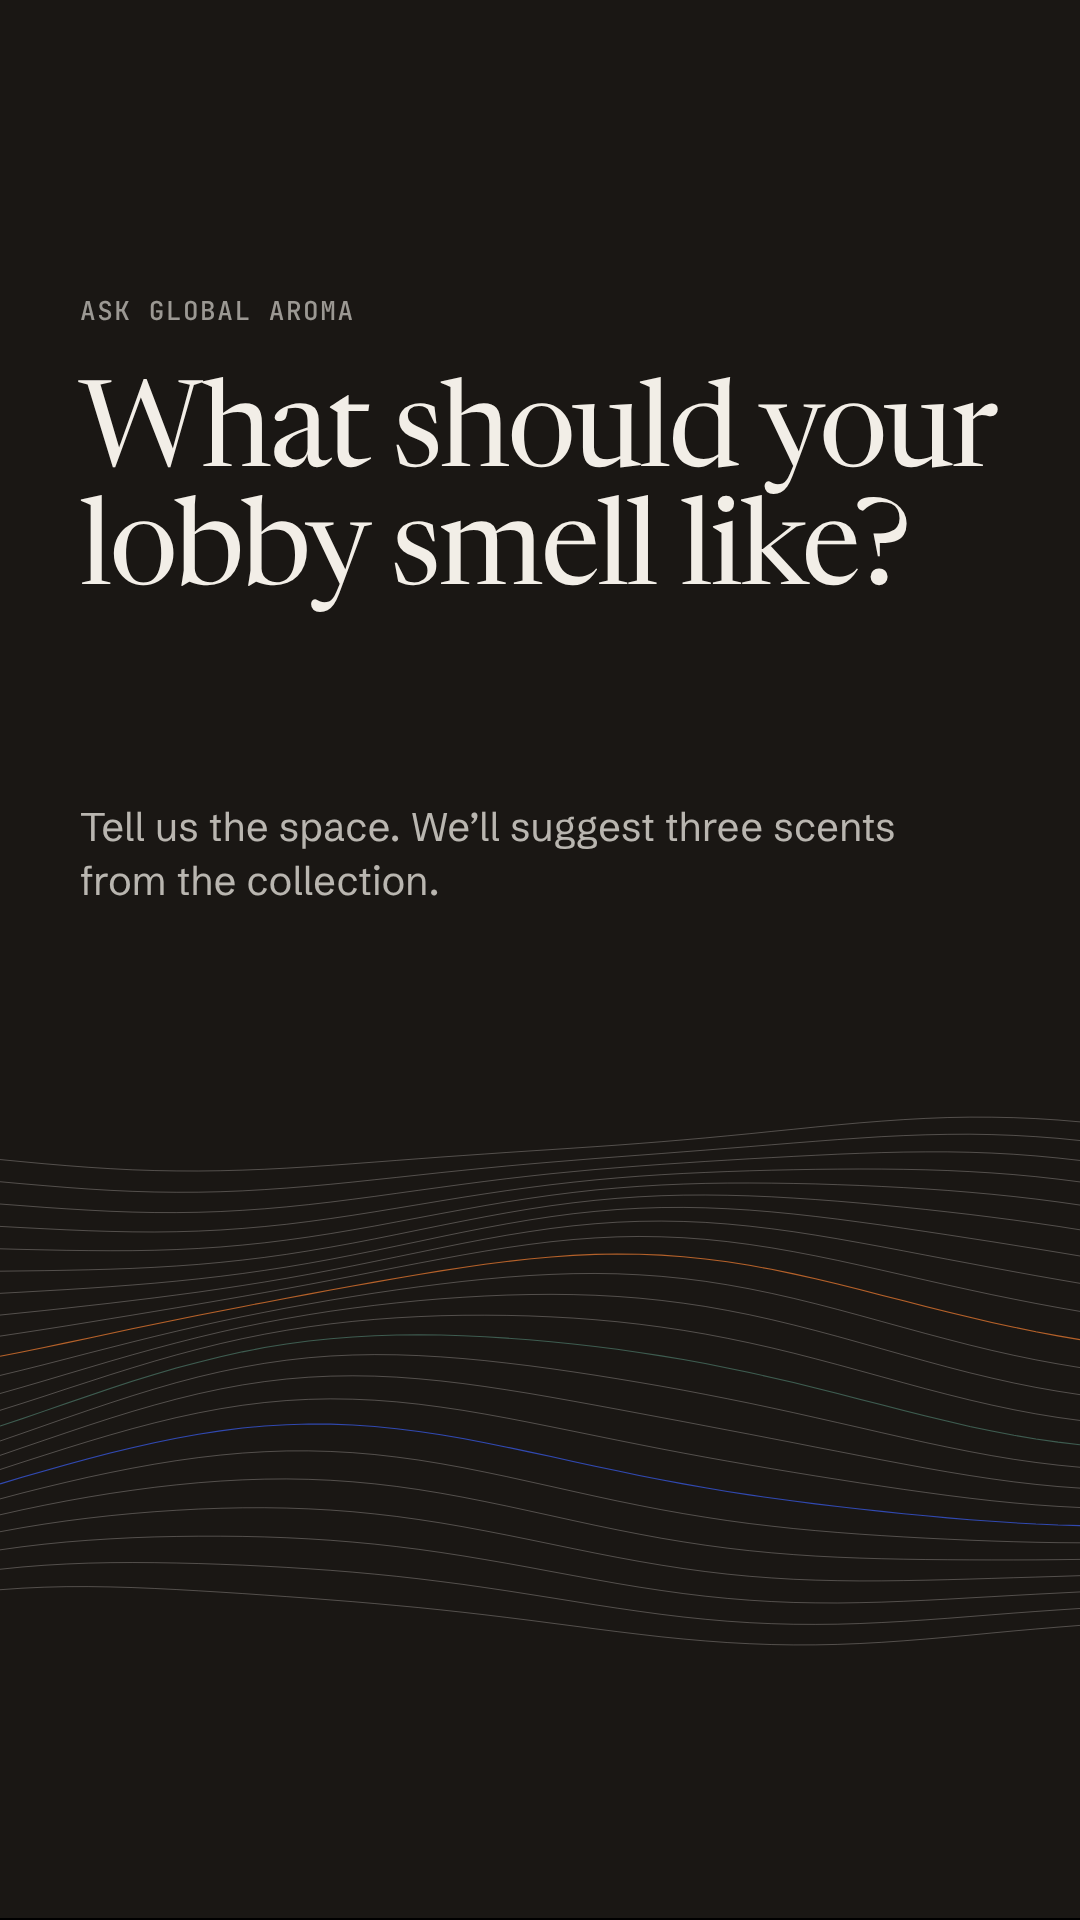 ASK GLOBAL AROMA
What should your
lobby smell like?
Tell us the space. We’ll suggest three scents
from the collection.